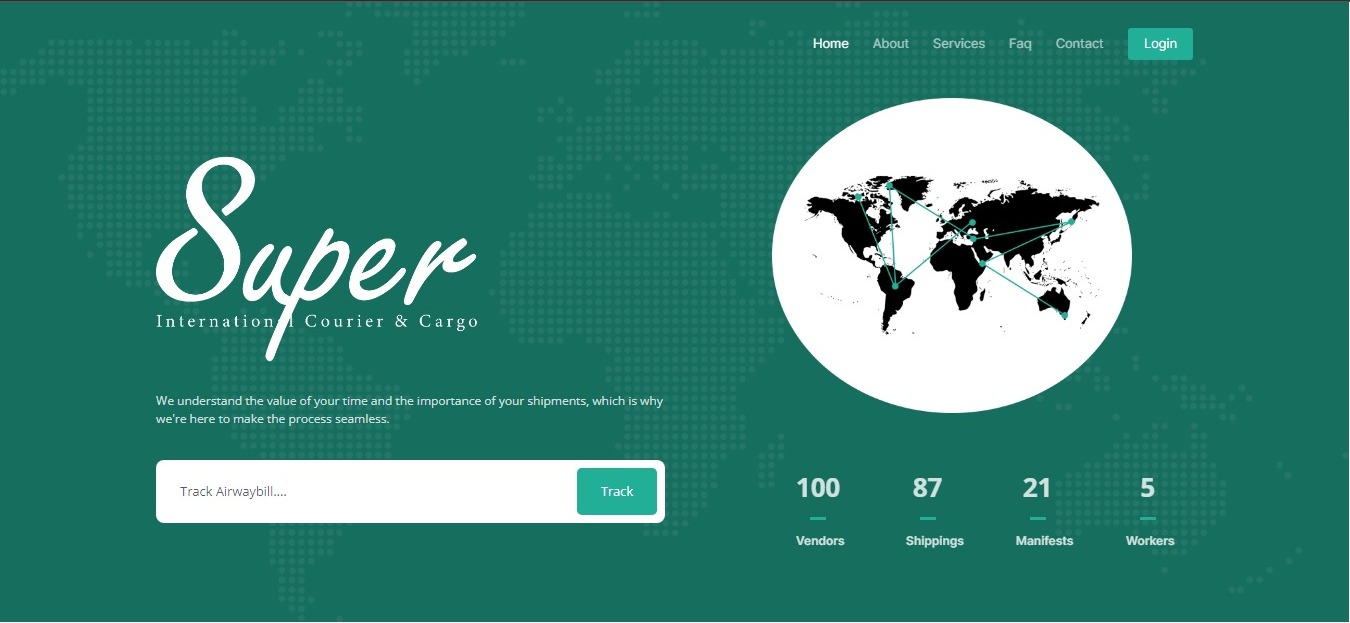 Home About Services Faq Contact Login
Super
International Courier & Cargo
We understand the value of your time and the importance of your shipments, which is why
we're here to make the process seamless.
Track Airwaybill.... Track
100 87 21 5
Vendors Shippings Manifests Workers